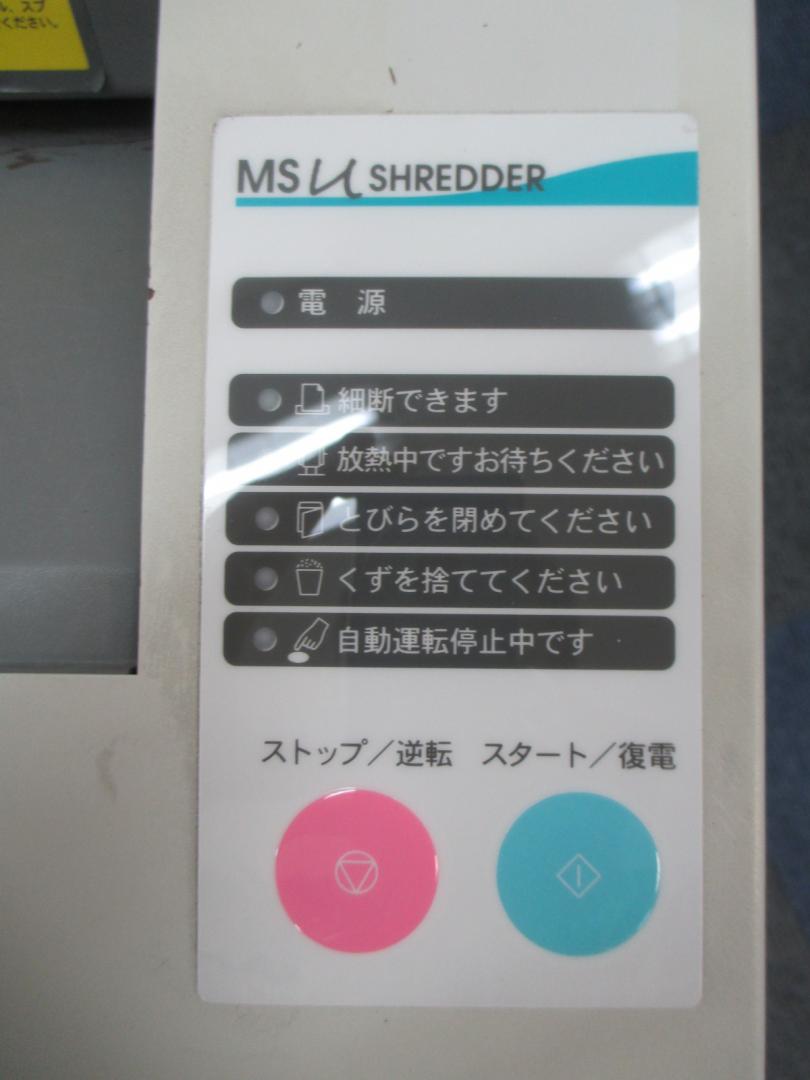 ください。
MS μ SHREDDER
電 源
細断できます
放熱中ですお待ちください
とびらを閉めてください
くずを捨ててください
自動運転停止中です
ストップ/逆転 スタート/復電